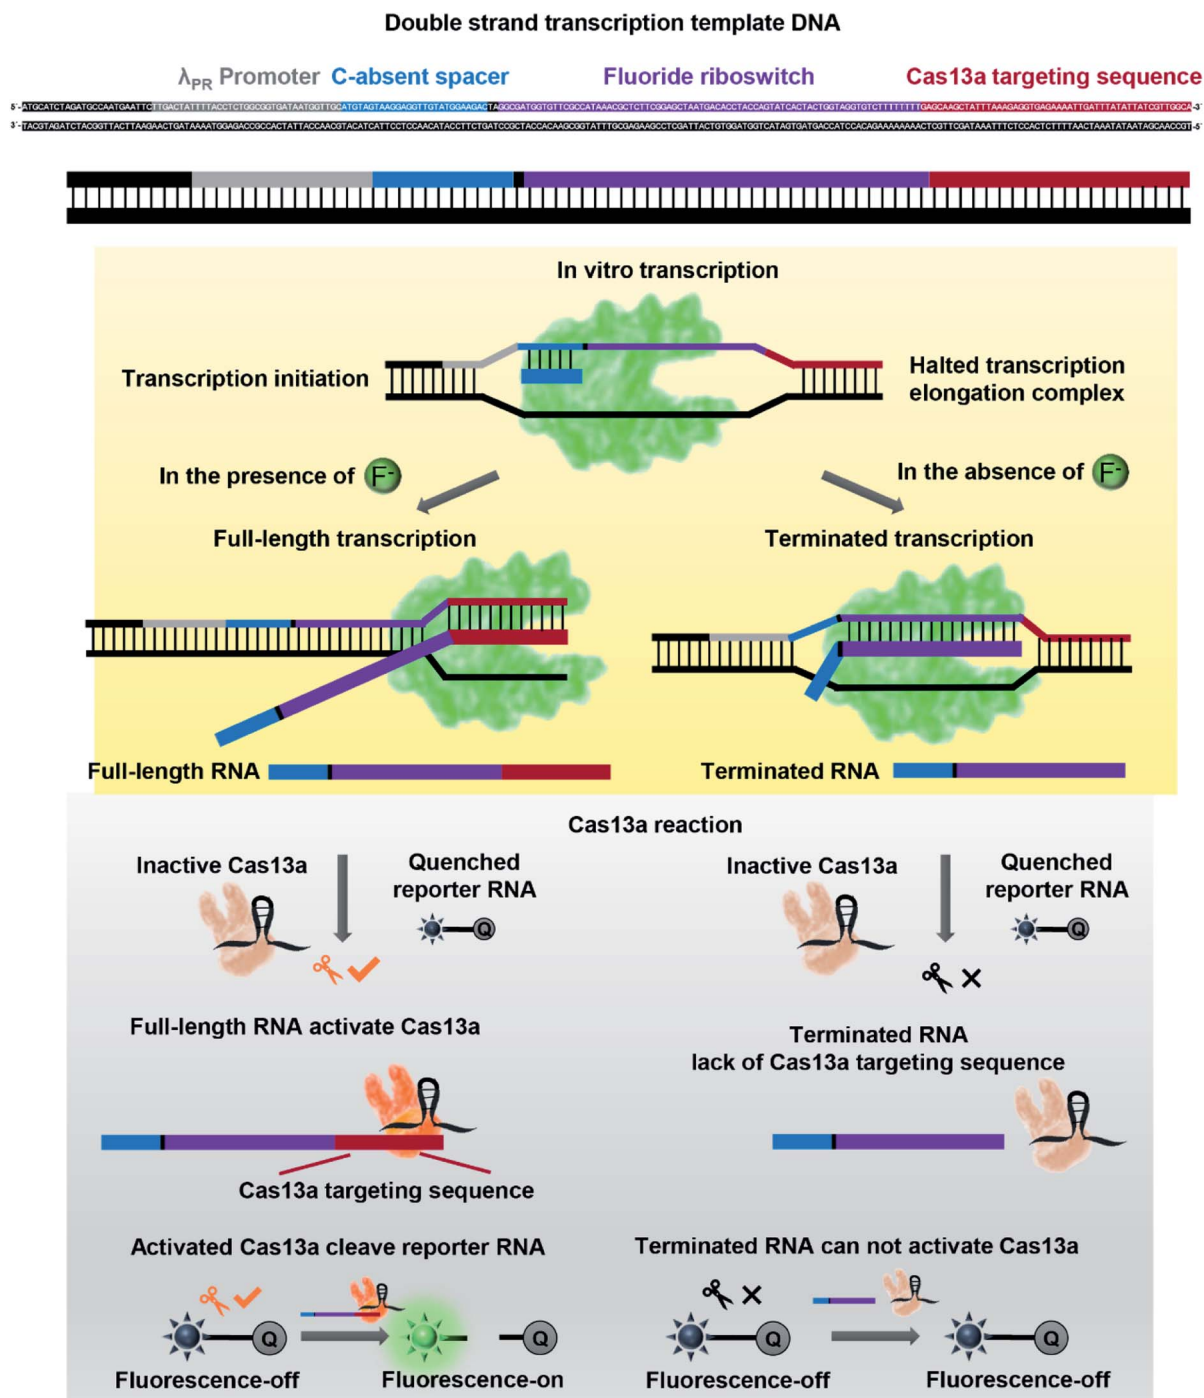 Double strand transcription template DNA
λPR Promoter C-absent spacer Fluoride riboswitch Cas13a targeting sequence
In vitro transcription
Transcription initiation
Halted transcription
elongation complex
In the presence of F-
In the absence of F-
Full-length transcription
Terminated transcription
Full-length RNA
Terminated RNA
Cas13a reaction
Inactive Cas13a
Quenched
reporter RNA
Inactive Cas13a
Quenched
reporter RNA
Q
Q
Full-length RNA activate Cas13a
Terminated RNA
lack of Cas13a targeting sequence
Cas13a targeting sequence
Activated Cas13a cleave reporter RNA
Terminated RNA can not activate Cas13a
Q
Q
Q
Q
Fluorescence-off
Fluorescence-on
Fluorescence-off
Fluorescence-off